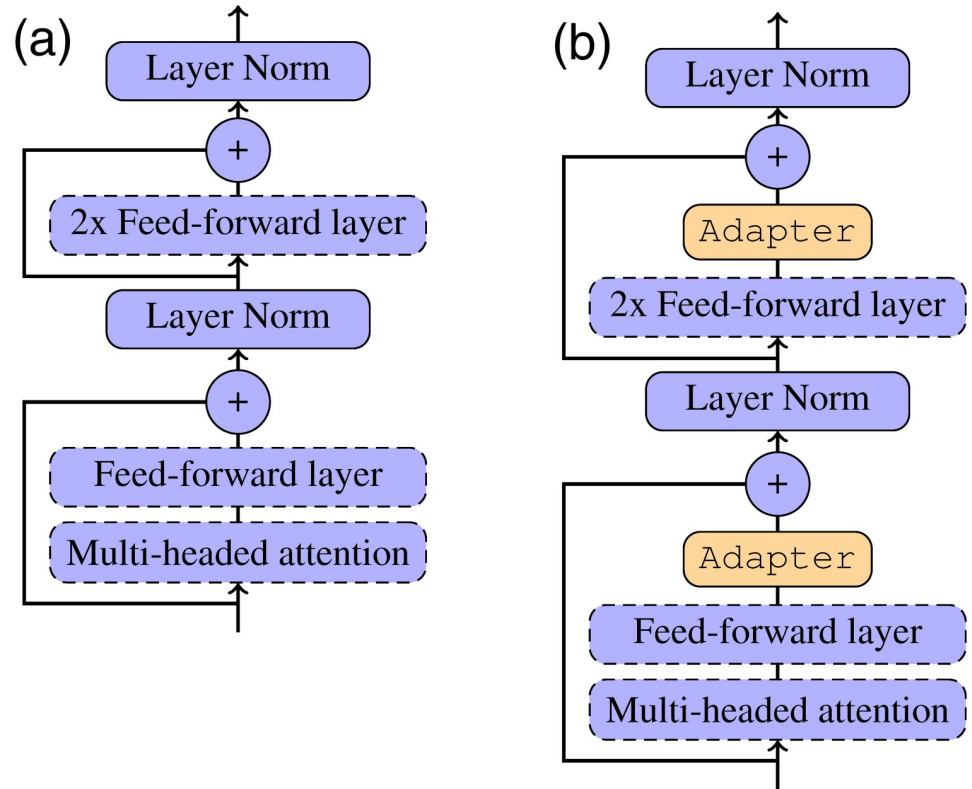 (a)
Layer Norm
+
2x Feed-forward layer
Layer Norm
+
Feed-forward layer
Multi-headed attention
(b)
Layer Norm
+
Adapter
2x Feed-forward layer
Layer Norm
+
Adapter
Feed-forward layer
Multi-headed attention